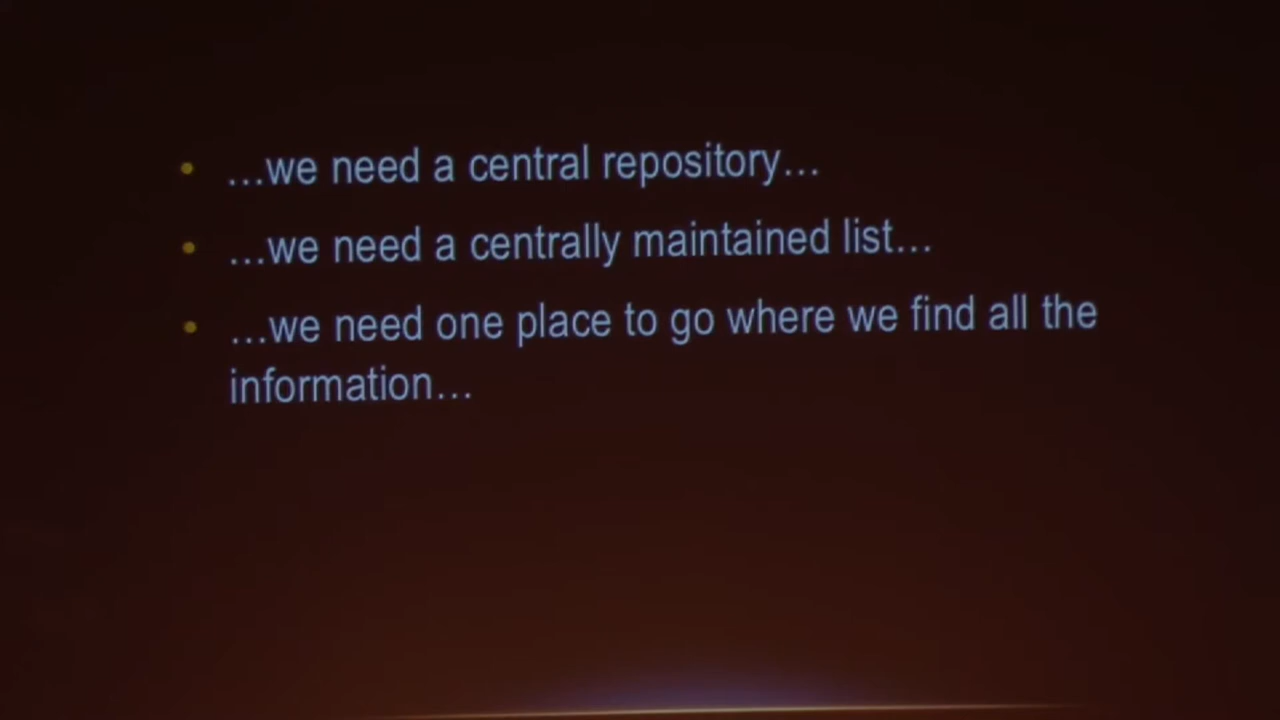 • …we need a central repository…
• …we need a centrally maintained list…
• …we need one place to go where we find all the
information…